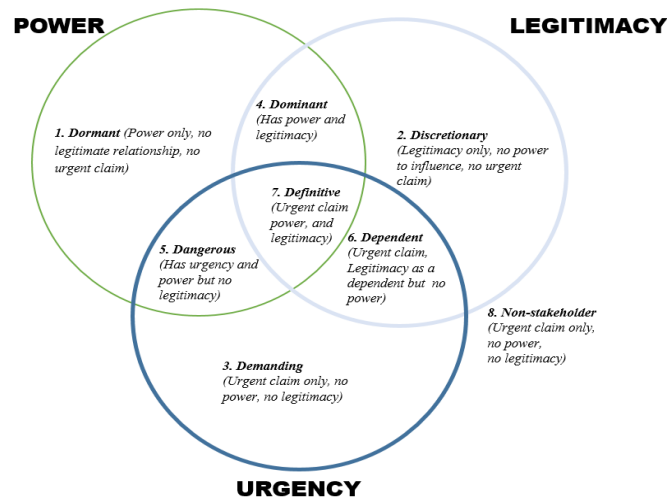 POWER
LEGITIMACY
4. Dominant
(Has power and
legitimacy)
1. Dormant (Power only, no
legitimate relationship, no
urgent claim)
2. Discretionary
(Legitimacy only, no power
to influence, no urgent
claim)
7. Definitive
(Urgent claim
power, and
legitimacy)
5. Dangerous
(Has urgency and
power but no
legitimacy)
6. Dependent
(Urgent claim,
Legitimacy as a
dependent but no
power)
8. Non-stakeholder
(Urgent claim only,
no power,
no legitimacy)
3. Demanding
(Urgent claim only, no
power, no legitimacy)
URGENCY